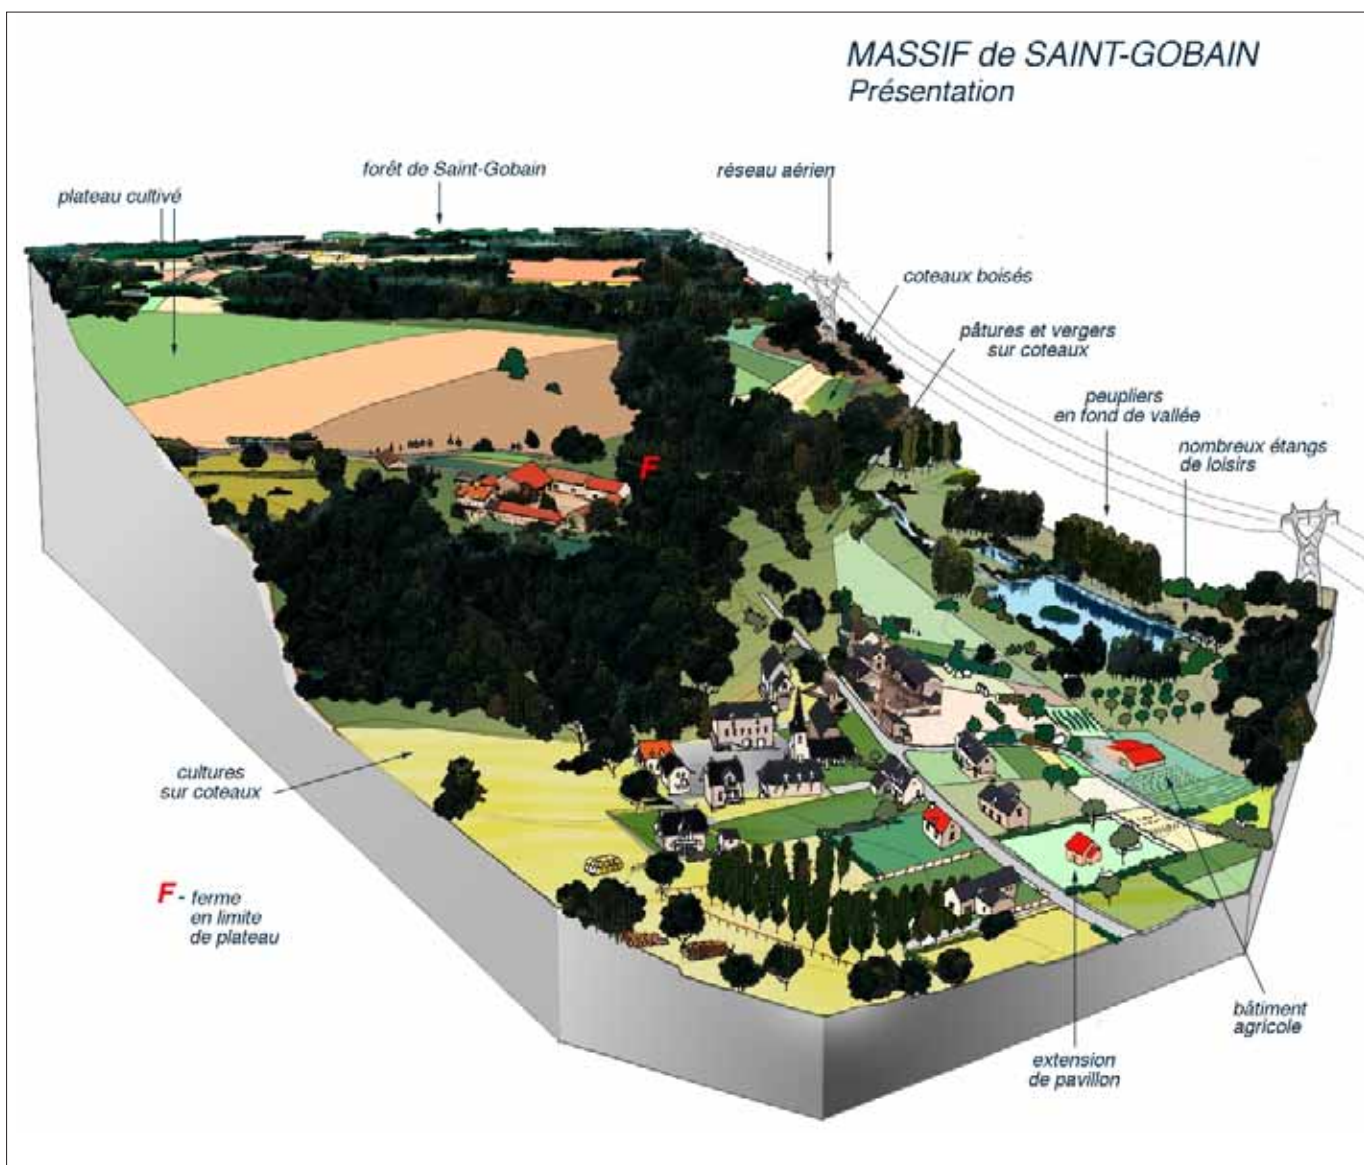 MASSIF de SAINT-GOBAIN
Présentation
forêt de Saint-Gobain
réseau aérien
plateau cultivé
coteaux boisés
pâtures et vergers
sur coteaux
peupliers
en fond de vallée
nombreux étangs
de loisirs
F
cultures
sur coteaux
F - ferme
en limite
de plateau
bâtiment
agricole
extension
de pavillon